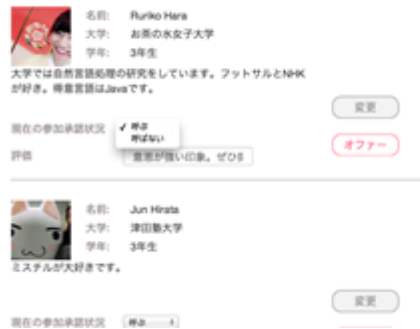 名前: Ruriko Hara
大学: お茶の水女子大学
学年: 3年生
大学では自然言語処理の研究をしています。フットサルとNHK
が好き。得意言語はJavaです。
変更
現在の参加承認状況 ✓ 呼ぶ
呼ばない
オファー
評価 意思が強い印象。ぜひ
名前: Jun Hirata
大学: 津田塾大学
学年: 3年生
ミスチルが大好きです。
変更
現在の参加承認状況 呼ぶ